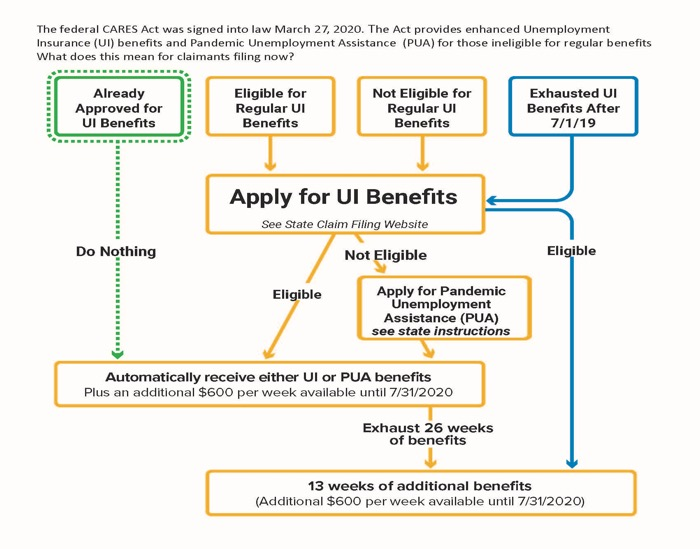 The federal CARES Act was signed into law March 27, 2020. The Act provides enhanced Unemployment
Insurance (UI) benefits and Pandemic Unemployment Assistance (PUA) for those ineligible for regular benefits
What does this mean for claimants filing now?
Already
Approved for
UI Benefits
Eligible for
Regular UI
Benefits
Not Eligible for
Regular UI
Benefits
Exhausted UI
Benefits After
7/1/19
Apply for UI Benefits
See State Claim Filing Website
Do Nothing
Not Eligible
Eligible
Eligible
Apply for Pandemic
Unemployment
Assistance (PUA)
see state instructions
Automatically receive either UI or PUA benefits
Plus an additional $600 per week available until 7/31/2020
Exhaust 26 weeks
of benefits
13 weeks of additional benefits
(Additional $600 per week available until 7/31/2020)